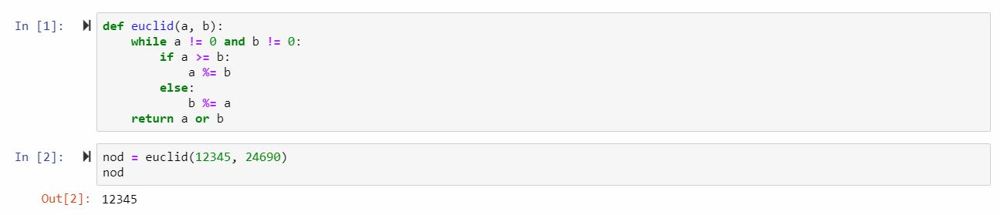 In [1]: def euclid(a, b):
    while a != 0 and b != 0:
        if a >= b:
            a %= b
        else:
            b %= a
    return a or b
In [2]: nod = euclid(12345, 24690)
nod
Out[2]: 12345